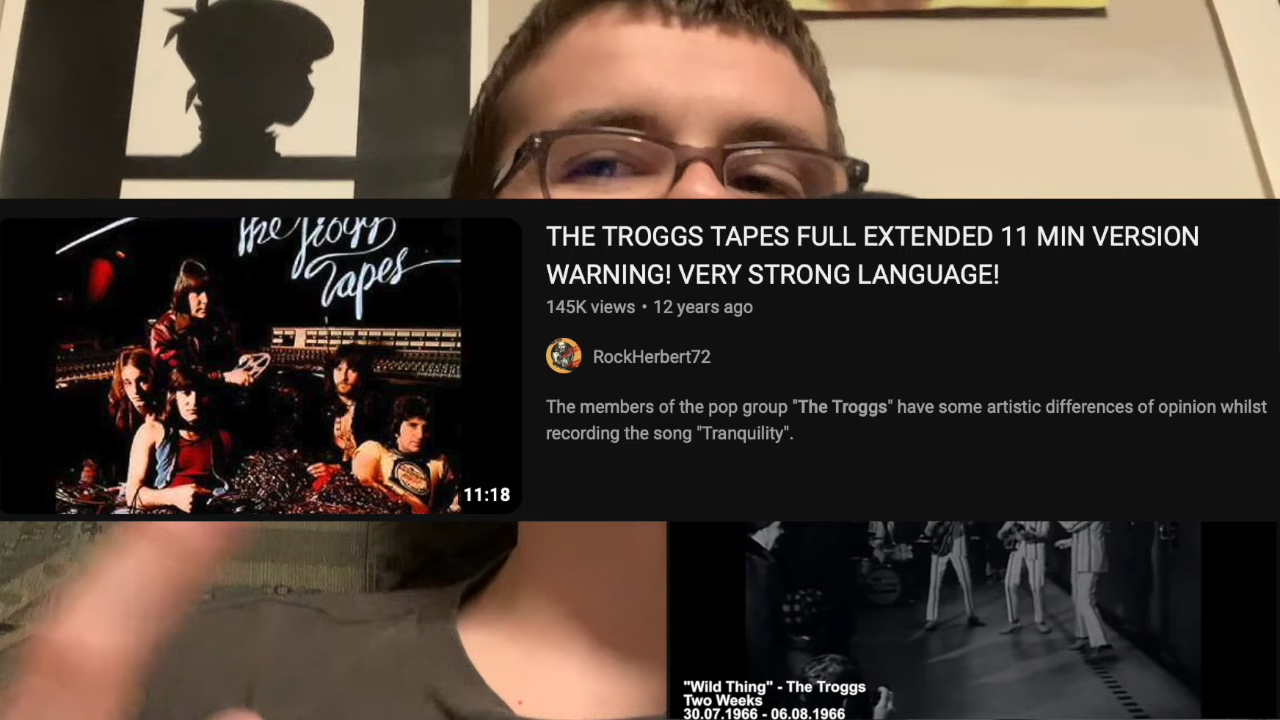 The Troggs
Tapes
11:18
THE TROGGS TAPES FULL EXTENDED 11 MIN VERSION
WARNING! VERY STRONG LANGUAGE!
145K views • 12 years ago
RockHerbert72
The members of the pop group "The Troggs" have some artistic differences of opinion whilst
recording the song "Tranquility".
"Wild Thing" - The Troggs
Two Weeks
30.07.1966 - 06.08.1966